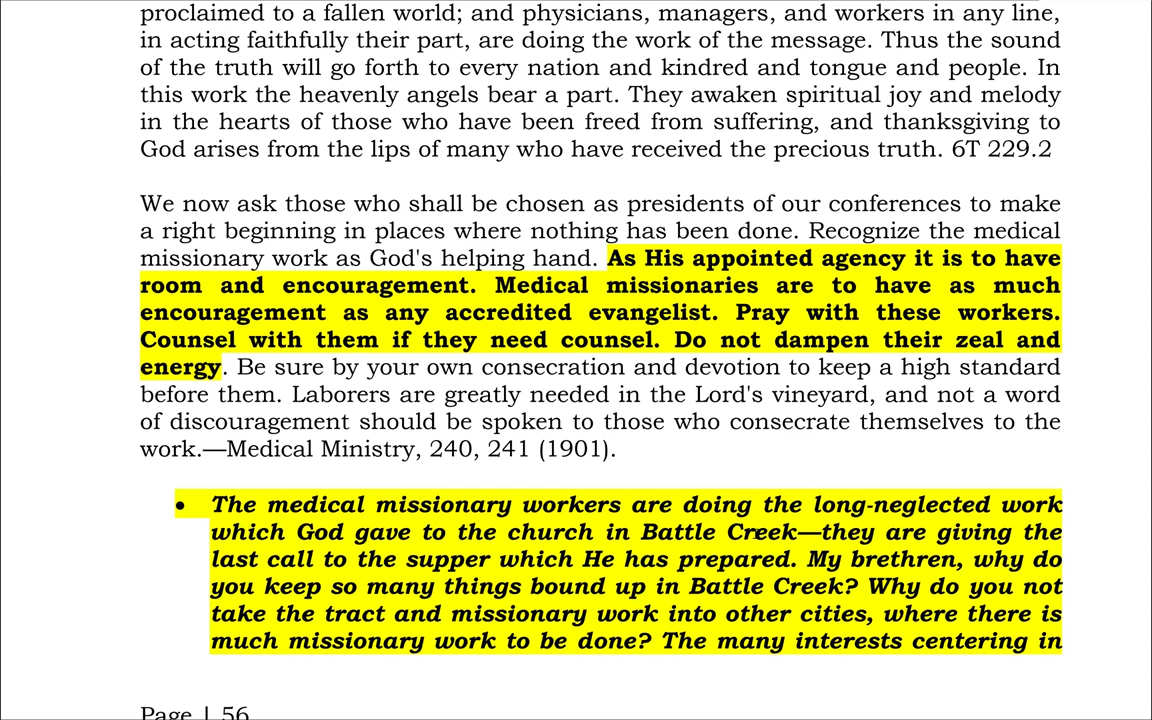 proclaimed to a fallen world; and physicians, managers, and workers in any line,
in acting faithfully their part, are doing the work of the message. Thus the sound
of the truth will go forth to every nation and kindred and tongue and people. In
this work the heavenly angels bear a part. They awaken spiritual joy and melody
in the hearts of those who have been freed from suffering, and thanksgiving to
God arises from the lips of many who have received the precious truth. 6T 229.2
We now ask those who shall be chosen as presidents of our conferences to make
a right beginning in places where nothing has been done. Recognize the medical
missionary work as God's helping hand. As His appointed agency it is to have
room and encouragement. Medical missionaries are to have as much
encouragement as any accredited evangelist. Pray with these workers.
Counsel with them if they need counsel. Do not dampen their zeal and
energy. Be sure by your own consecration and devotion to keep a high standard
before them. Laborers are greatly needed in the Lord's vineyard, and not a word
of discouragement should be spoken to those who consecrate themselves to the
work.—Medical Ministry, 240, 241 (1901).
• The medical missionary workers are doing the long-neglected work
which God gave to the church in Battle Creek—they are giving the
last call to the supper which He has prepared. My brethren, why do
you keep so many things bound up in Battle Creek? Why do you not
take the tract and missionary work into other cities, where there is
much missionary work to be done? The many interests centering in
Page | 56